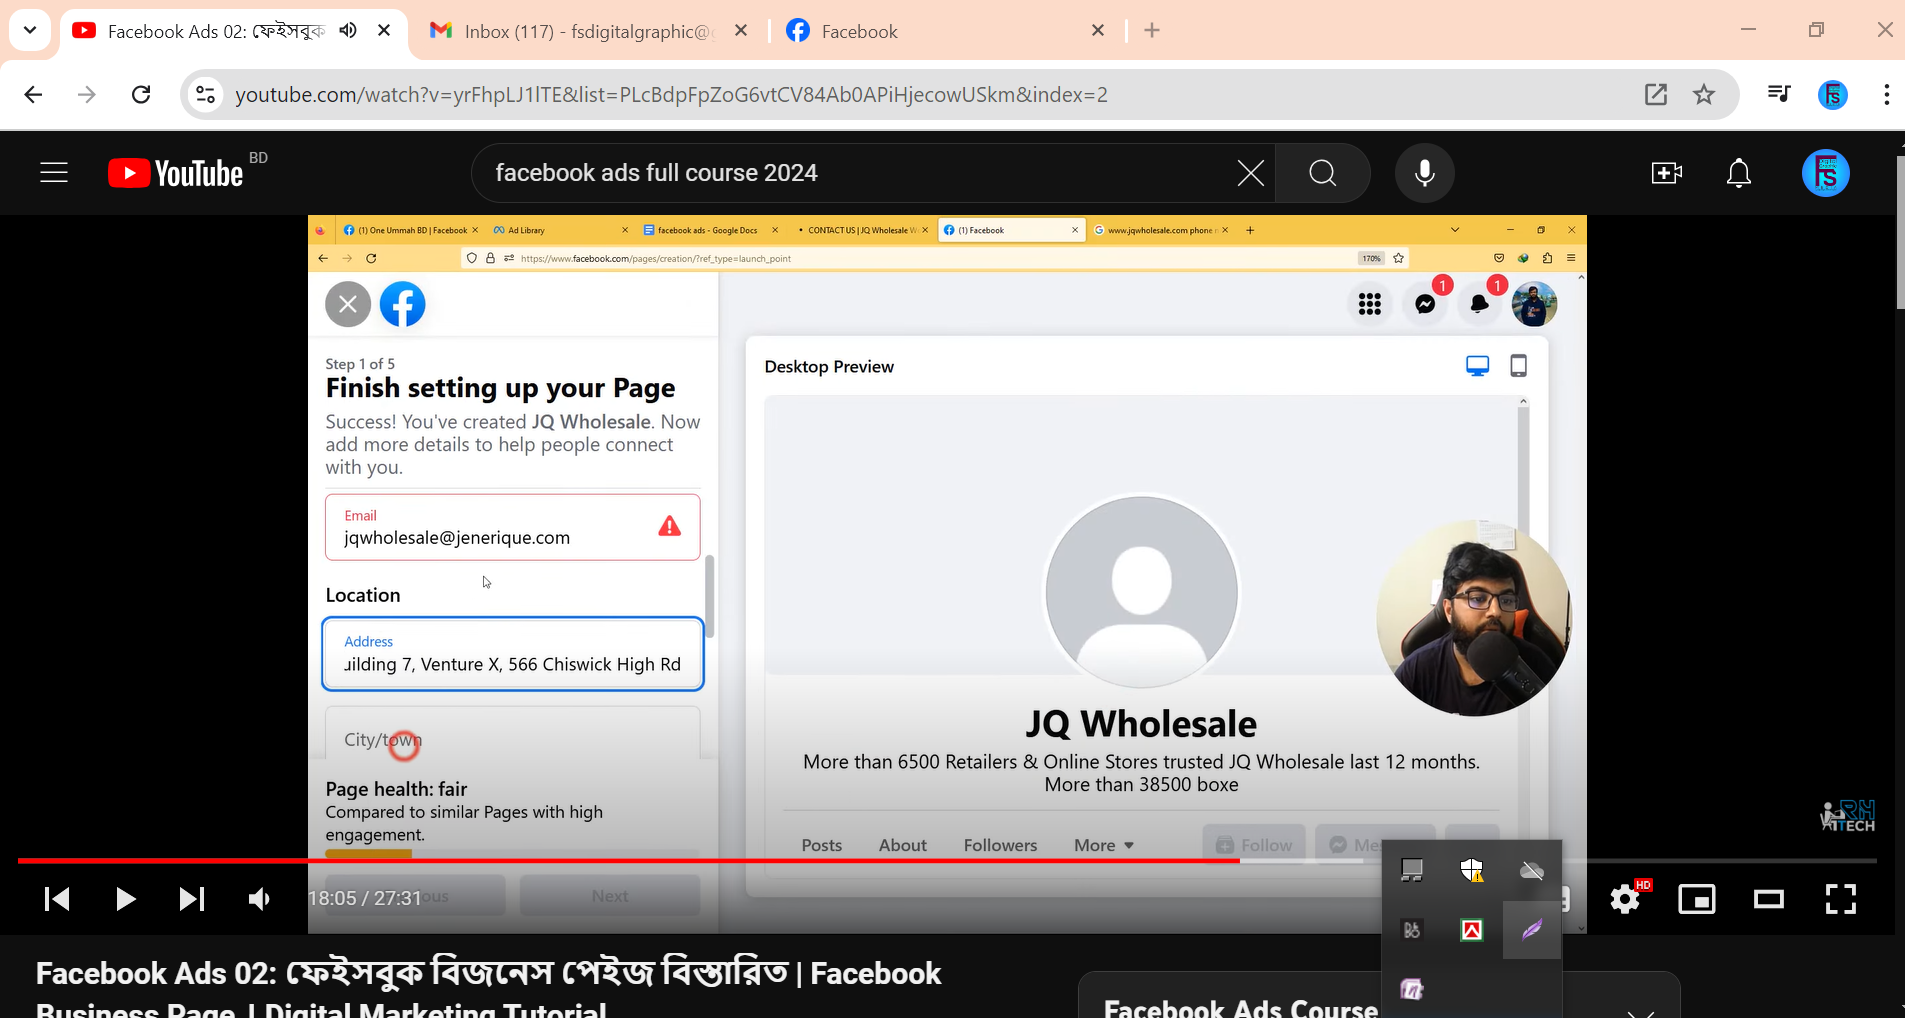 Facebook Ads 02: ফেইসবুক
Inbox (117) - fsdigitalgraphic@
Facebook
youtube.com/watch?v=yrFhpLJ1lTE&list=PLcBdpFpZoG6vtCV84Ab0APiHjecowUSkm&index=2
YouTube BD
facebook ads full course 2024
(1) One Ummah BD | Facebook
Ad Library
facebook ads - Google Docs
CONTACT US | JQ Wholesale
(1) Facebook
www.jqwholesale.com phone
https://www.facebook.com/pages/creation/?ref_type=launch_point
170%
1
1
Step 1 of 5
Finish setting up your Page
Success! You've created JQ Wholesale. Now
add more details to help people connect
with you.
Email
jqwholesale@jenerique.com
Location
Address
uilding 7, Venture X, 566 Chiswick High Rd
City/town
Page health: fair
Compared to similar Pages with high
engagement.
Next
Desktop Preview
JQ Wholesale
More than 6500 Retailers & Online Stores trusted JQ Wholesale last 12 months.
More than 38500 boxe
Posts About Followers More
Follow
RH
TECH
18:05 / 27:31
HD
Facebook Ads 02: ফেইসবুক বিজনেস পেইজ বিস্তারিত | Facebook
Business Page | Digital Marketing Tutorial
Facebook Ads Course